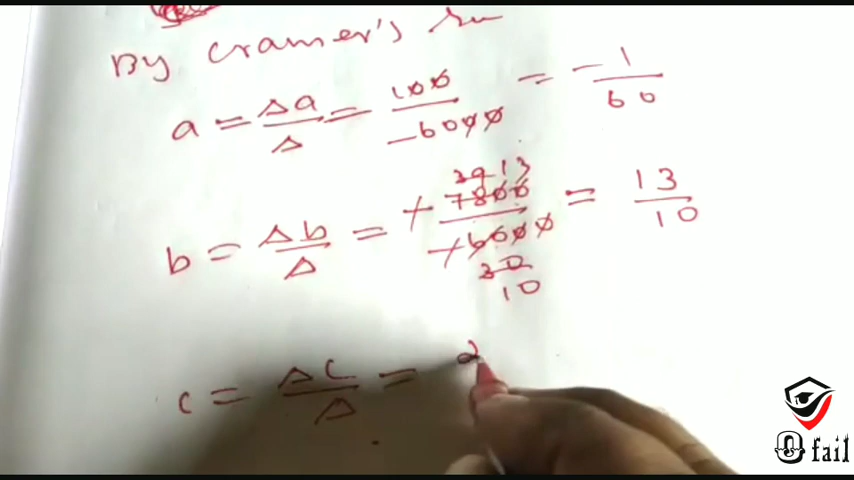 By Cramer's ru
a = Δa/Δ = 100/-6000 = -1/60
39 13
b = Δb/Δ = +7800/+6000 = 13/10
30
10
c = Δc/Δ = 2
0 fail